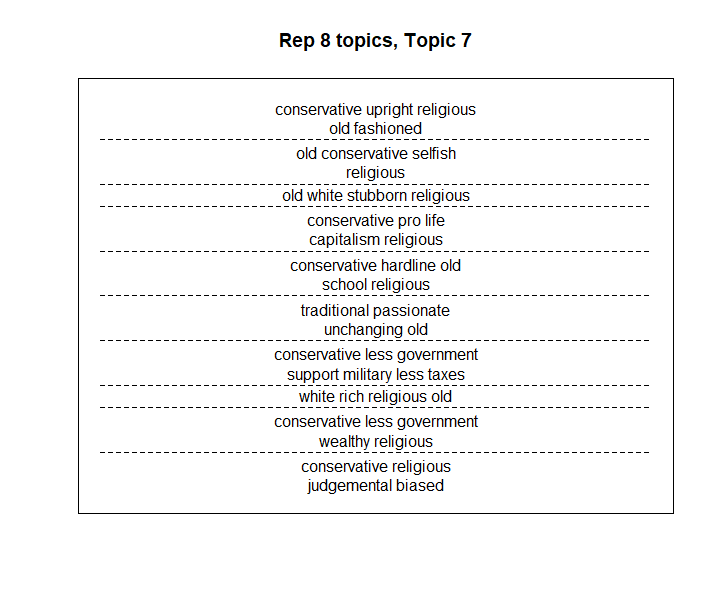 Rep 8 topics, Topic 7
conservative upright religious
old fashioned
old conservative selfish
religious
old white stubborn religious
conservative pro life
capitalism religious
conservative hardline old
school religious
traditional passionate
unchanging old
conservative less government
support military less taxes
white rich religious old
conservative less government
wealthy religious
conservative religious
judgemental biased